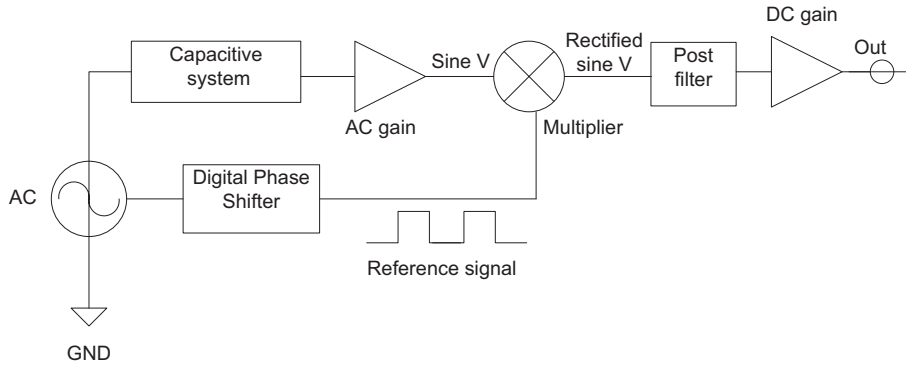 DC gain
Capacitive
system
Sine V
Rectified
sine V
Post
filter
Out
AC gain
Multiplier
AC
Digital Phase
Shifter
Reference signal
GND